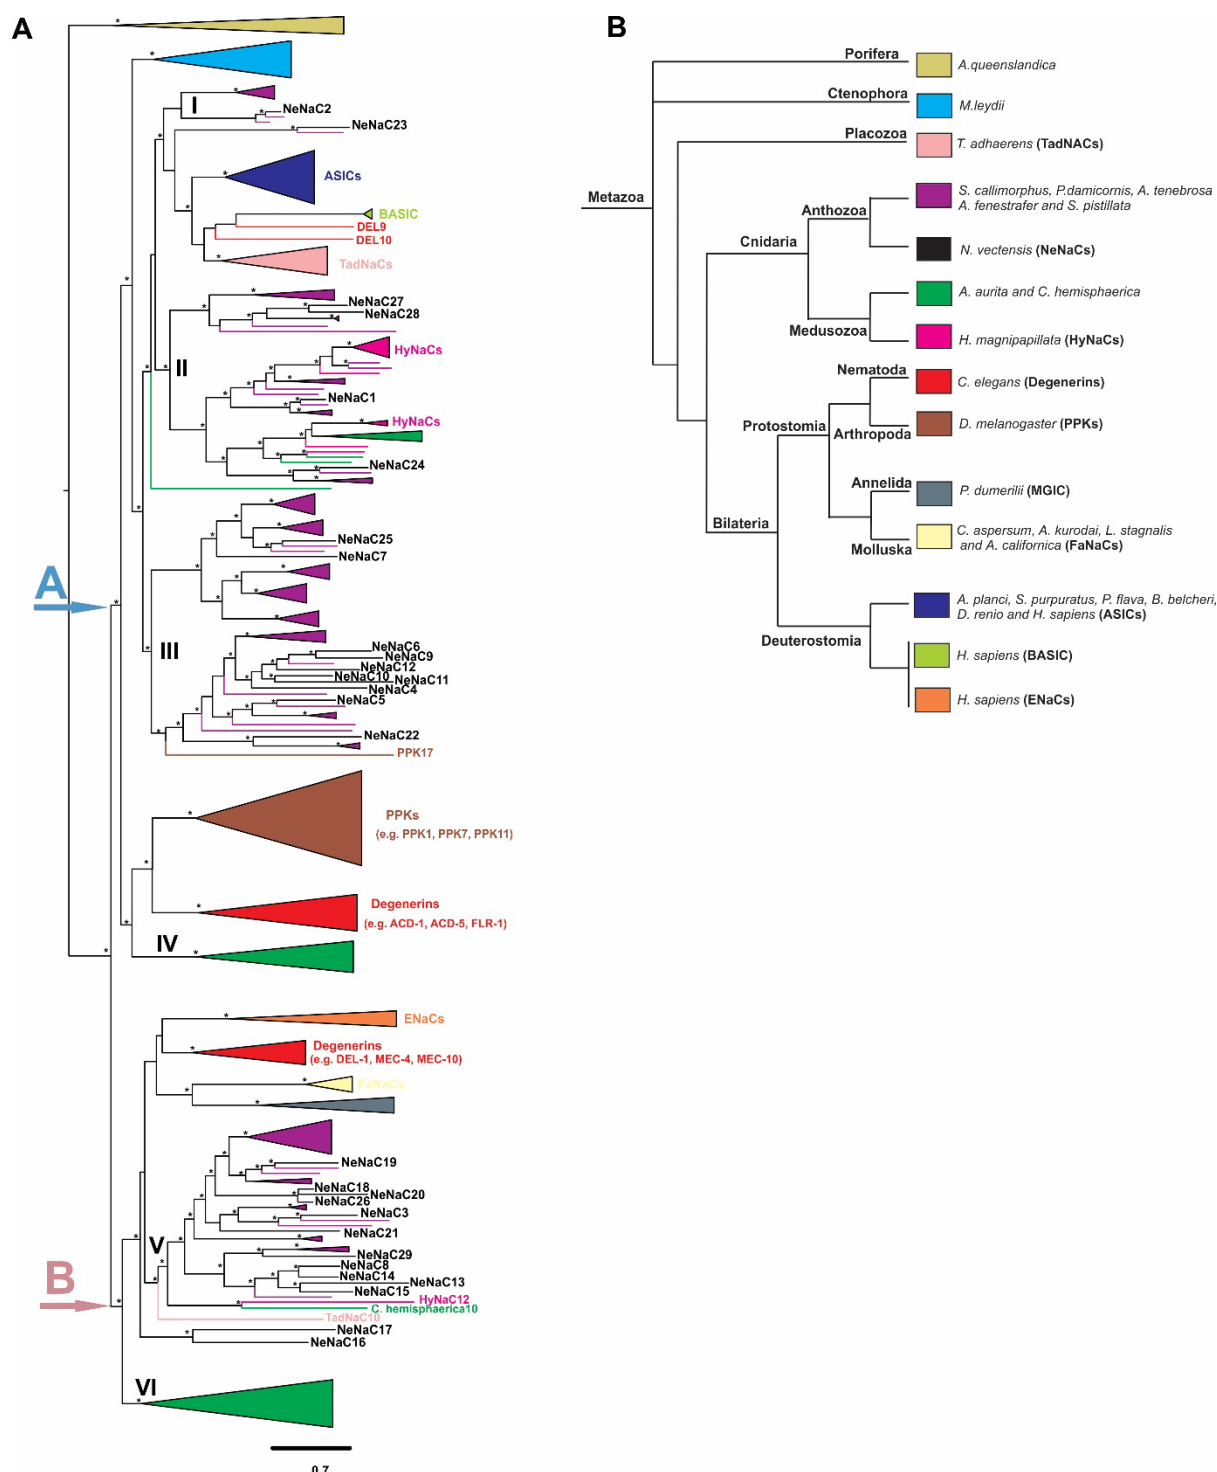 A
I
NeNaC2
NeNaC23
ASICs
BASIC
DEL9
DEL10
TadNaCs
NeNaC27
NeNaC28
II
HyNaCs
NeNaC1
HyNaCs
NeNaC24
NeNaC25
NeNaC7
A
III
NeNaC6
NeNaC9
NeNaC12
NeNaC10
NeNaC11
NeNaC4
NeNaC5
NeNaC22
PPK17
PPKs
(e.g. PPK1, PPK7, PPK11)
Degenerins
(e.g. ACD-1, ACD-5, FLR-1)
IV
ENaCs
Degenerins
(e.g. DEL-1, MEC-4, MEC-10)
FaNaCs
NeNaC19
NeNaC18
NeNaC20
NeNaC26
NeNaC3
NeNaC21
V
NeNaC29
NeNaC8
NeNaC14
NeNaC13
NeNaC15
B
HyNaC12
C. hemisphaerica10
TadNaC10
NeNaC17
NeNaC16
VI
0.7
B
Porifera
A.queenslandica
Ctenophora
M.leydii
Placozoa
T. adhaerens (TadNACs)
Metazoa
Anthozoa
S. callimorphus, P.damicornis, A. tenebrosa
A. fenestrafer and S. pistillata
Cnidaria
N. vectensis (NeNaCs)
A. aurita and C. hemisphaerica
Medusozoa
H. magnipapillata (HyNaCs)
Nematoda
C. elegans (Degenerins)
Protostomia
Arthropoda
D. melanogaster (PPKs)
Annelida
P. dumerilii (MGIC)
Bilateria
Molluska
C. aspersum, A. kurodai, L. stagnalis
and A. californica (FaNaCs)
A. planci, S. purpuratus, P. flava, B. belcheri,
D. renio and H. sapiens (ASICs)
Deuterostomia
H. sapiens (BASIC)
H. sapiens (ENaCs)